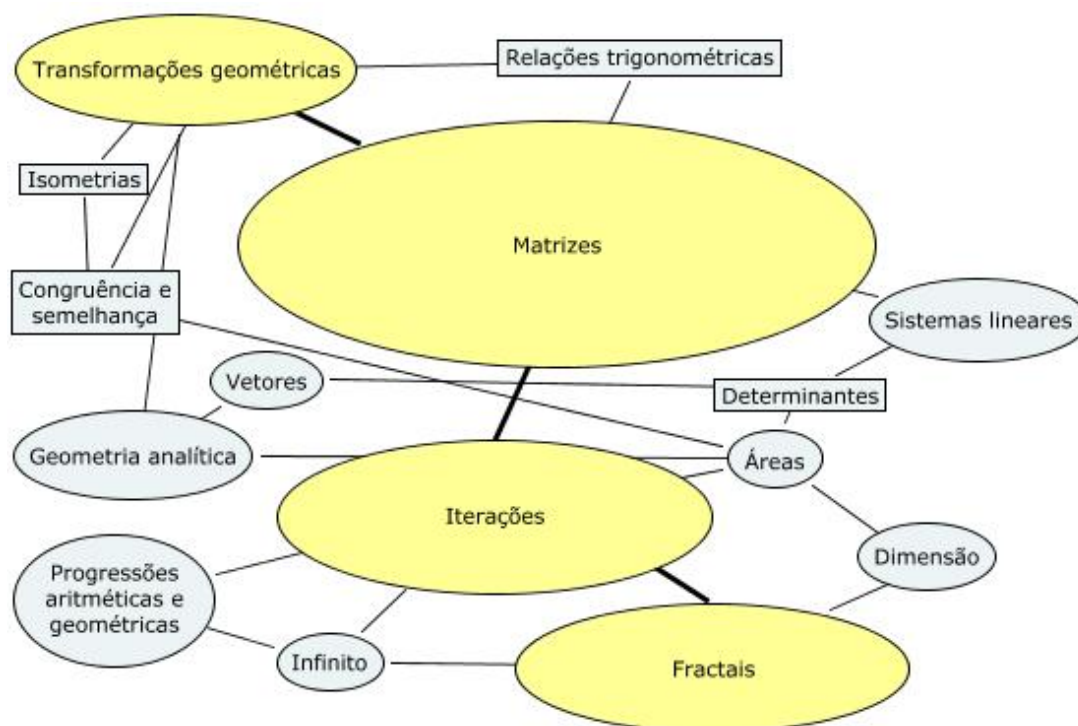 Transformações geométricas
Relações trigonométricas
Isometrias
Matrizes
Congruência e
semelhança
Sistemas lineares
Vetores
Determinantes
Geometria analítica
Áreas
Iterações
Progressões
aritméticas e
geométricas
Dimensão
Infinito
Fractais